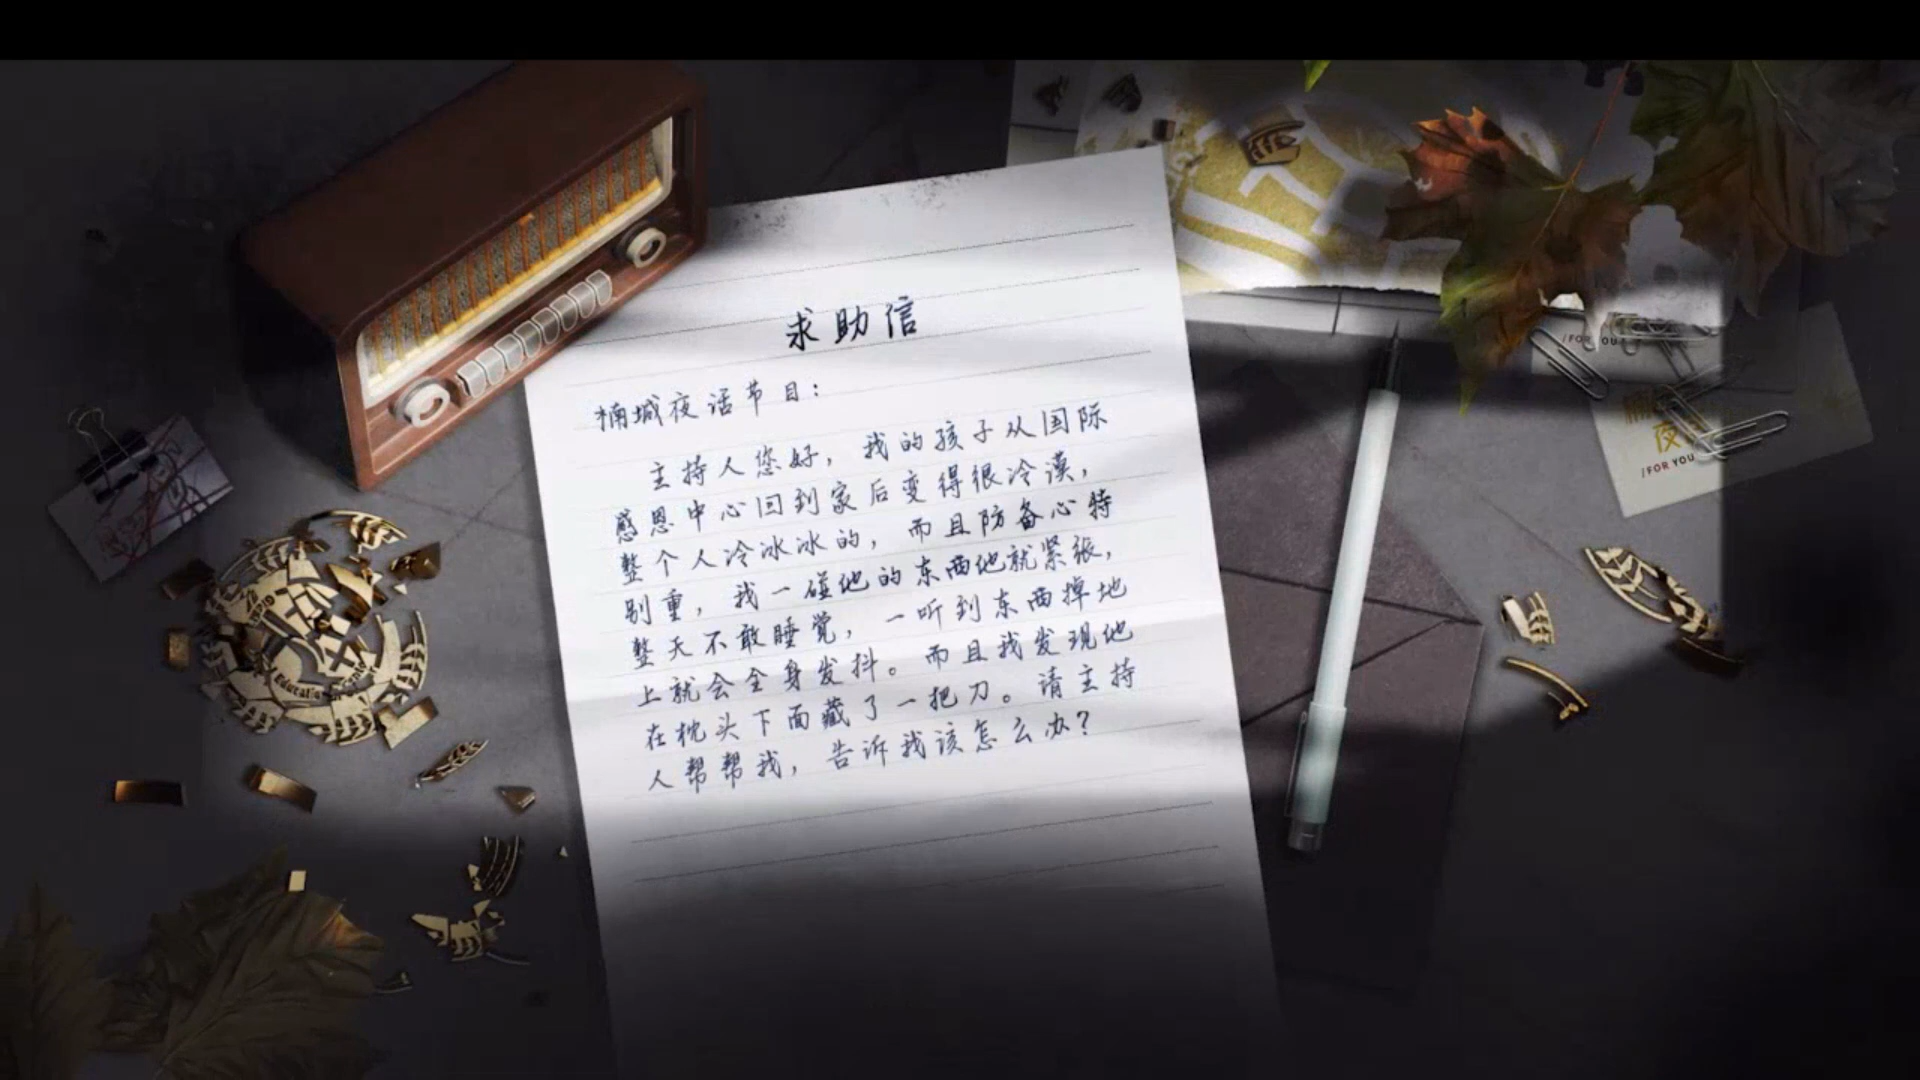 求助信
楠城夜话节目：
主持人您好，我的孩子从国际
感恩中心回到家后变得很冷漠，
整个人冷冰冰的，而且防备心特
别重，我一碰他的东西他就紧张，
整天不敢睡觉，一听到东西掉地
上就会全身发抖。而且我发现他
在枕头下面藏了一把刀。请主持
人帮帮我，告诉我该怎么办？
/FOR YOU
夜
/FOR YOU